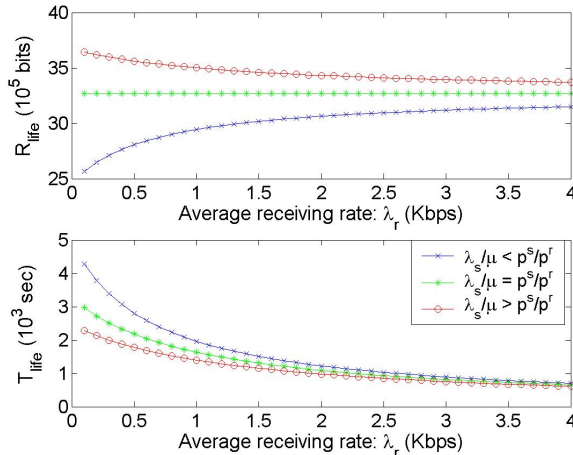 40
35
30
25
R_life (10^5 bits)
0 0.5 1 1.5 2 2.5 3 3.5 4
Average receiving rate: λ_r (Kbps)
5
4
3
2
1
0
T_life (10^3 sec)
λ_s/μ < p^s/p^r
λ_s/μ = p^s/p^r
λ_s/μ > p^s/p^r
0 0.5 1 1.5 2 2.5 3 3.5 4
Average receiving rate: λ_r (Kbps)